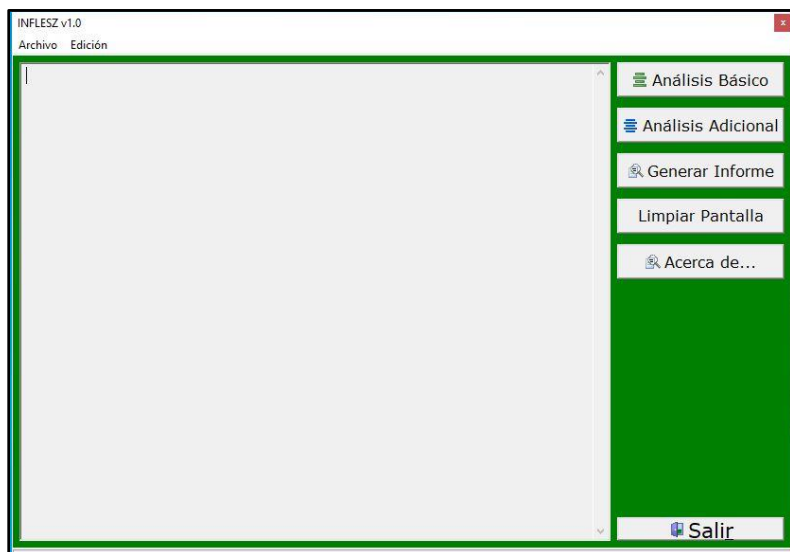 INFLESZ v1.0
x
Archivo Edición
Análisis Básico
Análisis Adicional
Generar Informe
Limpiar Pantalla
Acerca de...
Salir